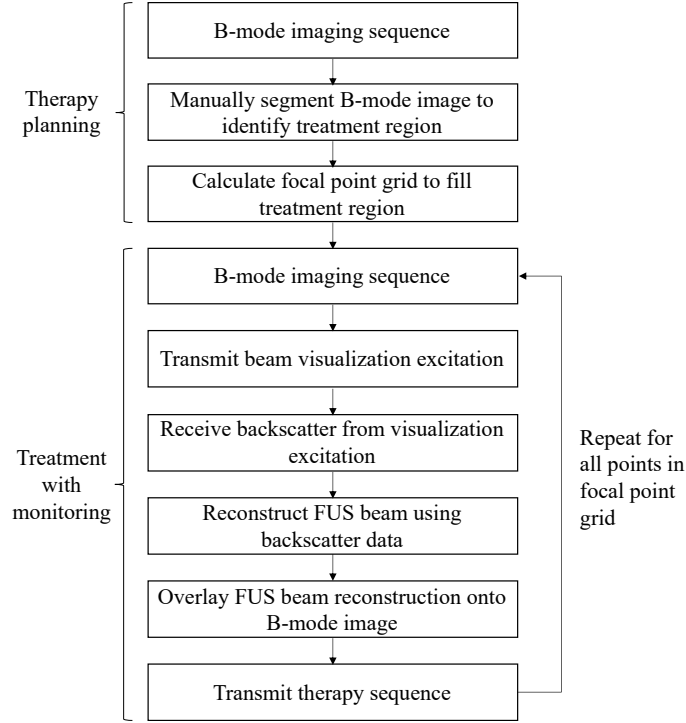 B-mode imaging sequence
Therapy
planning
Manually segment B-mode image to
identify treatment region
Calculate focal point grid to fill
treatment region
B-mode imaging sequence
Transmit beam visualization excitation
Treatment
with
monitoring
Receive backscatter from visualization
excitation
Reconstruct FUS beam using
backscatter data
Overlay FUS beam reconstruction onto
B-mode image
Transmit therapy sequence
Repeat for
all points in
focal point
grid